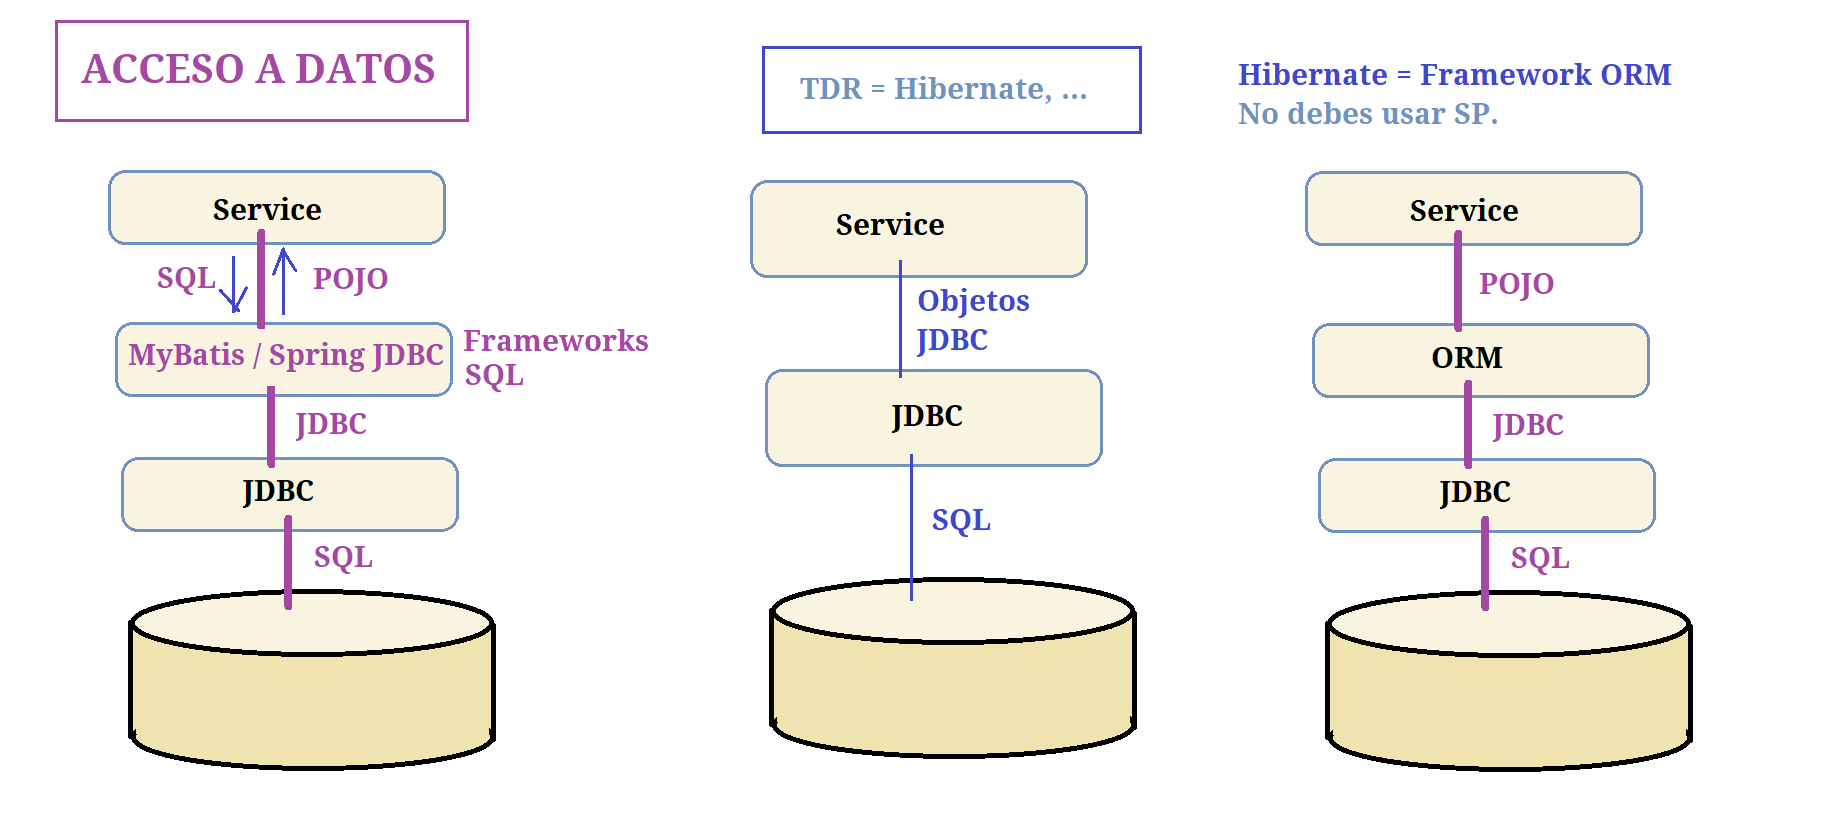 ACCESO A DATOS
Service
SQL
POJO
MyBatis / Spring JDBC
Frameworks
SQL
JDBC
JDBC
SQL
TDR = Hibernate, ...
Service
Objetos
JDBC
JDBC
SQL
Hibernate = Framework ORM
No debes usar SP.
Service
POJO
ORM
JDBC
JDBC
SQL